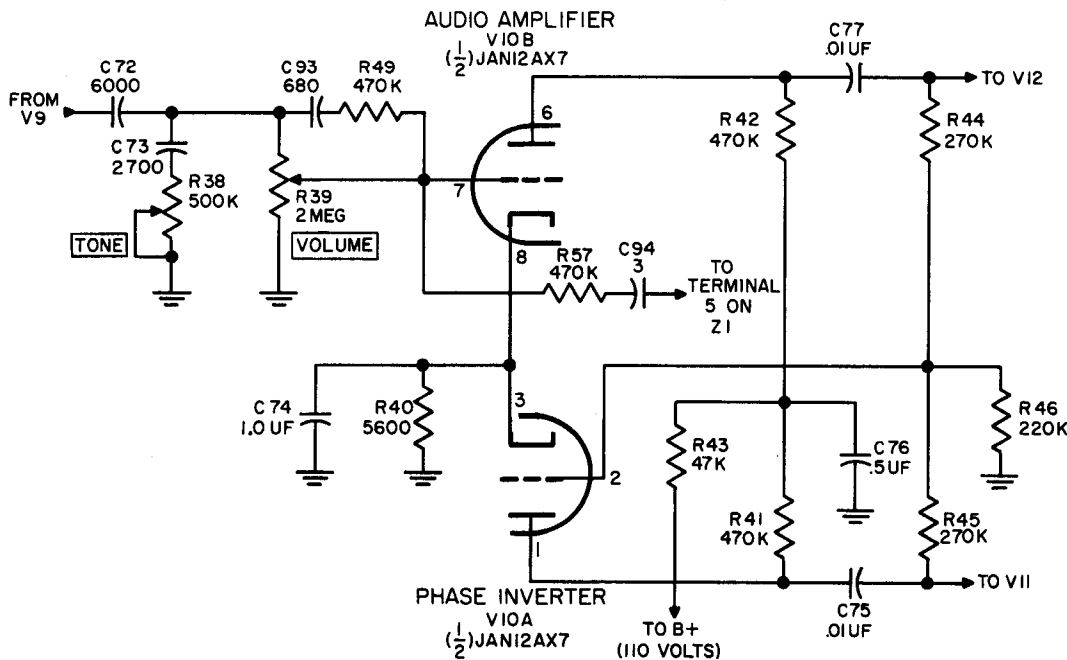 AUDIO AMPLIFIER
V10B
(1/2) JAN12AX7
C77
.01UF
C72
6000
C93
680
R49
470K
FROM
V9
TO V12
6
R42
470K
R44
270K
C73
2700
R38
500K
R39
2 MEG
7
TONE
VOLUME
8
R57
470K
C94
3
TO
TERMINAL
5 ON
Z1
C74
1.0UF
R40
5600
3
R43
47K
C76
.5UF
R46
220K
2
R41
470K
R45
270K
1
PHASE INVERTER
V10A
(1/2) JAN12AX7
TO B+
(110 VOLTS)
C75
.01UF
TO V11